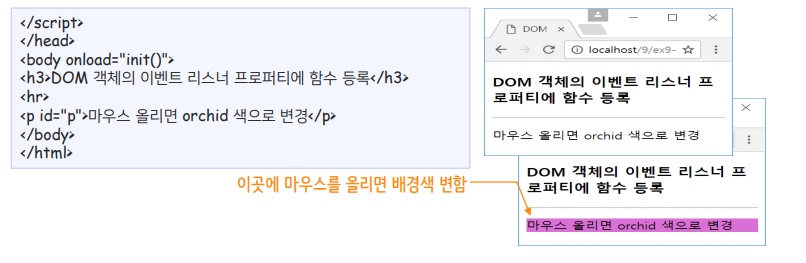 </script>
</head>
<body onload="init()">
<h3>DOM 객체의 이벤트 리스너 프로퍼티에 함수 등록</h3>
<hr>
<p id="p">마우스 올리면 orchid 색으로 변경</p>
</body>
</html>
DOM
localhost/9/ex9-
DOM 객체의 이벤트 리스너 프
로퍼티에 함수 등록
마우스 올리면 orchid 색으로 변경
이곳에 마우스를 올리면 배경색 변함
DOM 객체의 이벤트 리스너 프
로퍼티에 함수 등록
마우스 올리면 orchid 색으로 변경